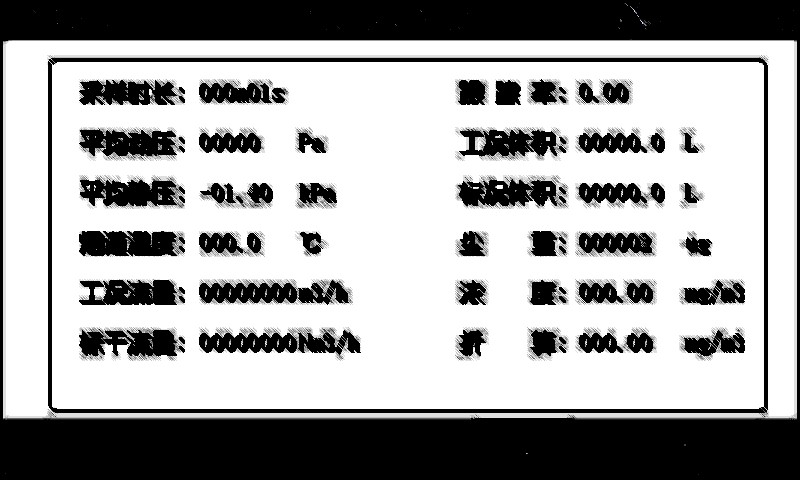 采样时长: 000m01s 跟踪率: 0.00
平均动压: 00000 Pa 工况体积: 00000.0 L
平均静压: -01.40 kPa 标况体积: 00000.0 L
烟道温度: 000.0 ℃ 尘 重: 000002 ug
工况流量: 00000000m3/h 浓 度: 000.00 mg/m3
标干流量: 00000000Nm3/h 折 算: 000.00 mg/m3